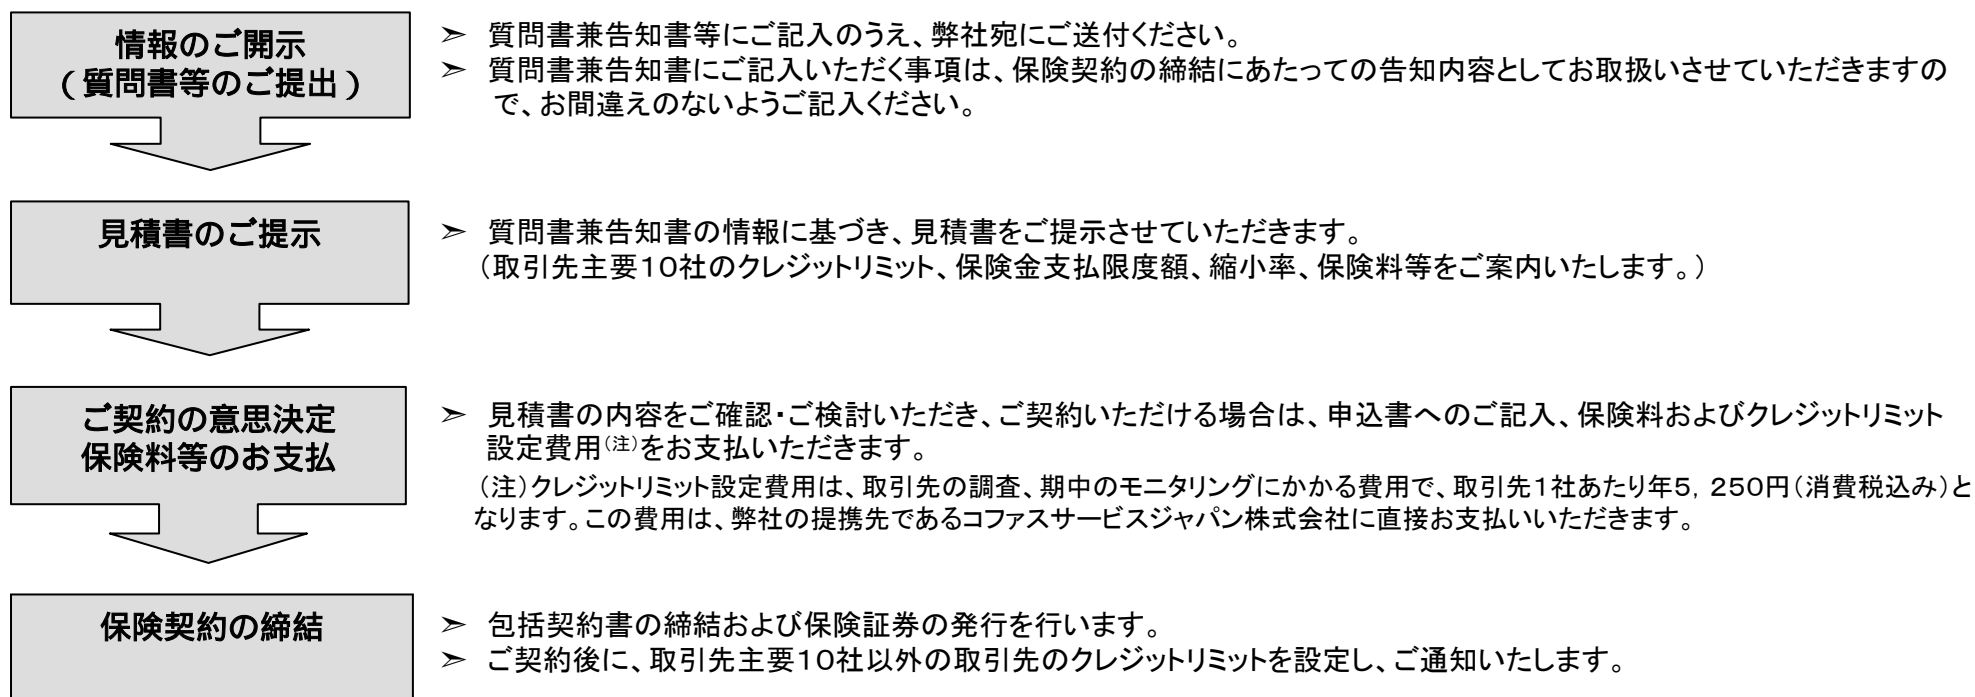 情報のご開示
(質問書等のご提出)
➢ 質問書兼告知書等にご記入のうえ、弊社宛にご送付ください。
➢ 質問書兼告知書にご記入いただく事項は、保険契約の締結にあたっての告知内容としてお取扱いさせていただきますの
で、お間違えのないようご記入ください。
見積書のご提示
➢ 質問書兼告知書の情報に基づき、見積書をご提示させていただきます。
(取引先主要10社のクレジットリミット、保険金支払限度額、縮小率、保険料等をご案内いたします。)
ご契約の意思決定
保険料等のお支払
➢ 見積書の内容をご確認・ご検討いただき、ご契約いただける場合は、申込書へのご記入、保険料およびクレジットリミット
設定費用(注)をお支払いただきます。
(注)クレジットリミット設定費用は、取引先の調査、期中のモニタリングにかかる費用で、取引先1社あたり年5,250円(消費税込み)と
なります。この費用は、弊社の提携先であるコファスサービスジャパン株式会社に直接お支払いいただきます。
保険契約の締結
➢ 包括契約書の締結および保険証券の発行を行います。
➢ ご契約後に、取引先主要10社以外の取引先のクレジットリミットを設定し、ご通知いたします。